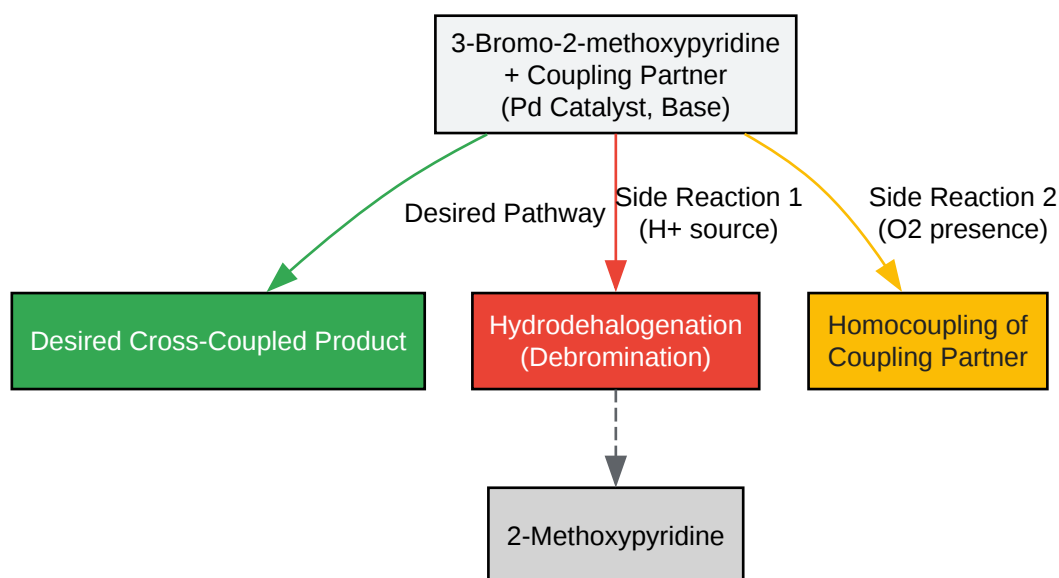 3-Bromo-2-methoxypyridine
+ Coupling Partner
(Pd Catalyst, Base)
Desired Pathway
Side Reaction 1
(H+ source)
Side Reaction 2
(O2 presence)
Desired Cross-Coupled Product
Hydrodehalogenation
(Debromination)
Homocoupling of
Coupling Partner
2-Methoxypyridine